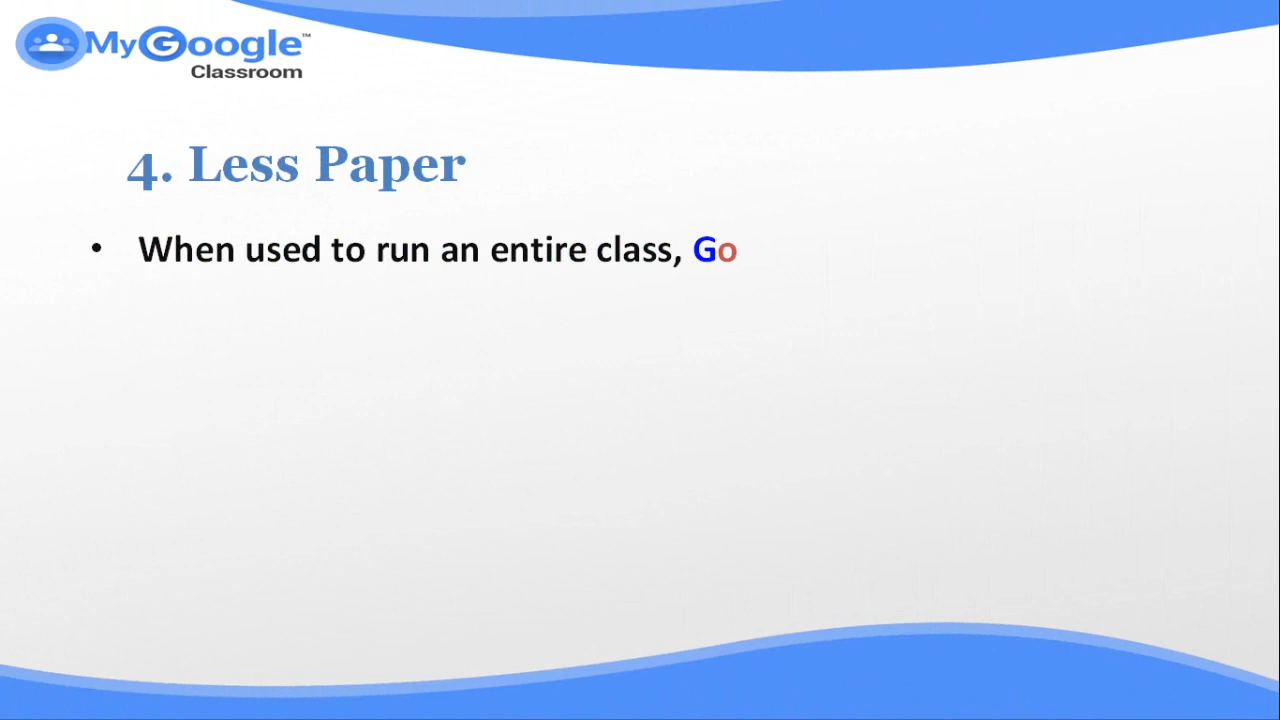 MyGoogle™
Classroom
4. Less Paper
• When used to run an entire class, Go